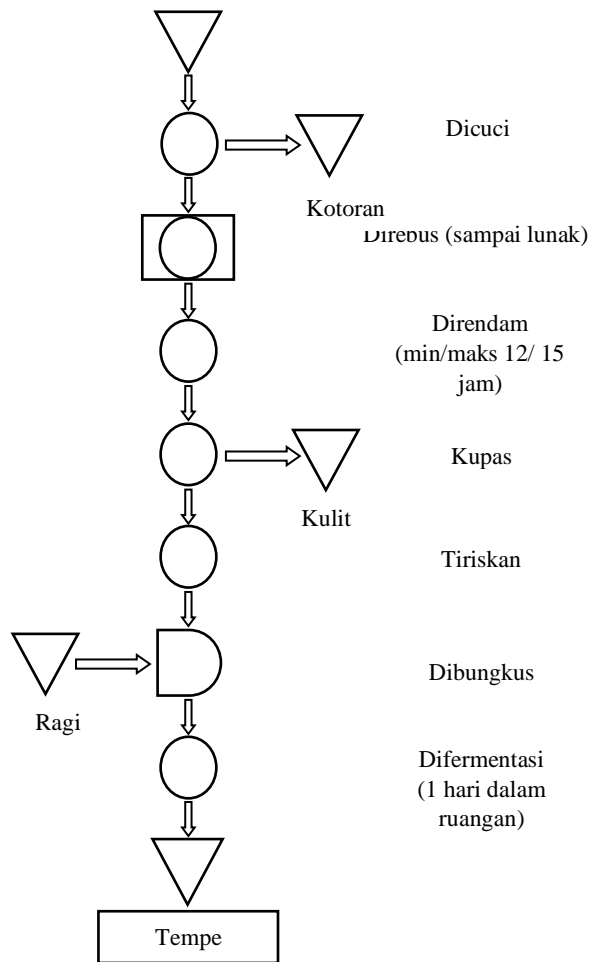 Dicuci
Kotoran
Direbus (sampai lunak)
Direndam
(min/maks 12/ 15
jam)
Kupas
Kulit
Tiriskan
Dibungkus
Ragi
Difermentasi
(1 hari dalam
ruangan)
Tempe